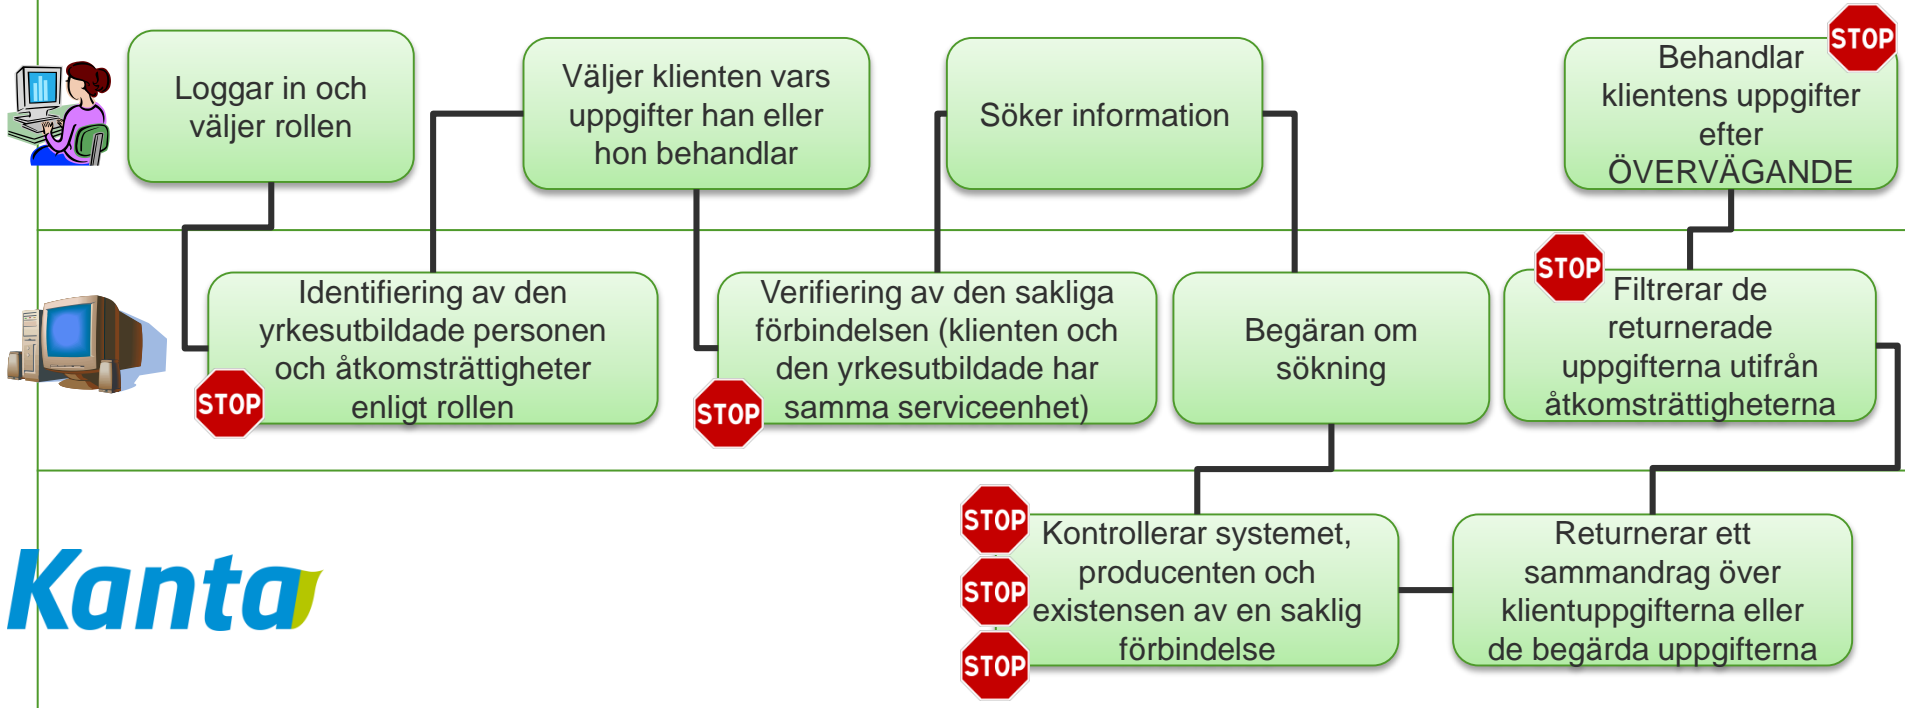 Loggar in och
väljer rollen
Väljer klienten vars
uppgifter han eller
hon behandlar
Söker information
STOP
Behandlar
klientens uppgifter
efter
ÖVERVÄGANDE
Identifiering av den
yrkesutbildade personen
och åtkomsträttigheter
enligt rollen
STOP
Verifiering av den sakliga
förbindelsen (klienten och
den yrkesutbildade har
samma serviceenhet)
STOP
Begäran om
sökning
STOP
Filtrerar de
returnerade
uppgifterna utifrån
åtkomsträttigheterna
Kanta
STOP
STOP
STOP
Kontrollerar systemet,
producenten och
existensen av en saklig
förbindelse
Returnerar ett
sammandrag över
klientuppgifterna eller
de begärda uppgifterna